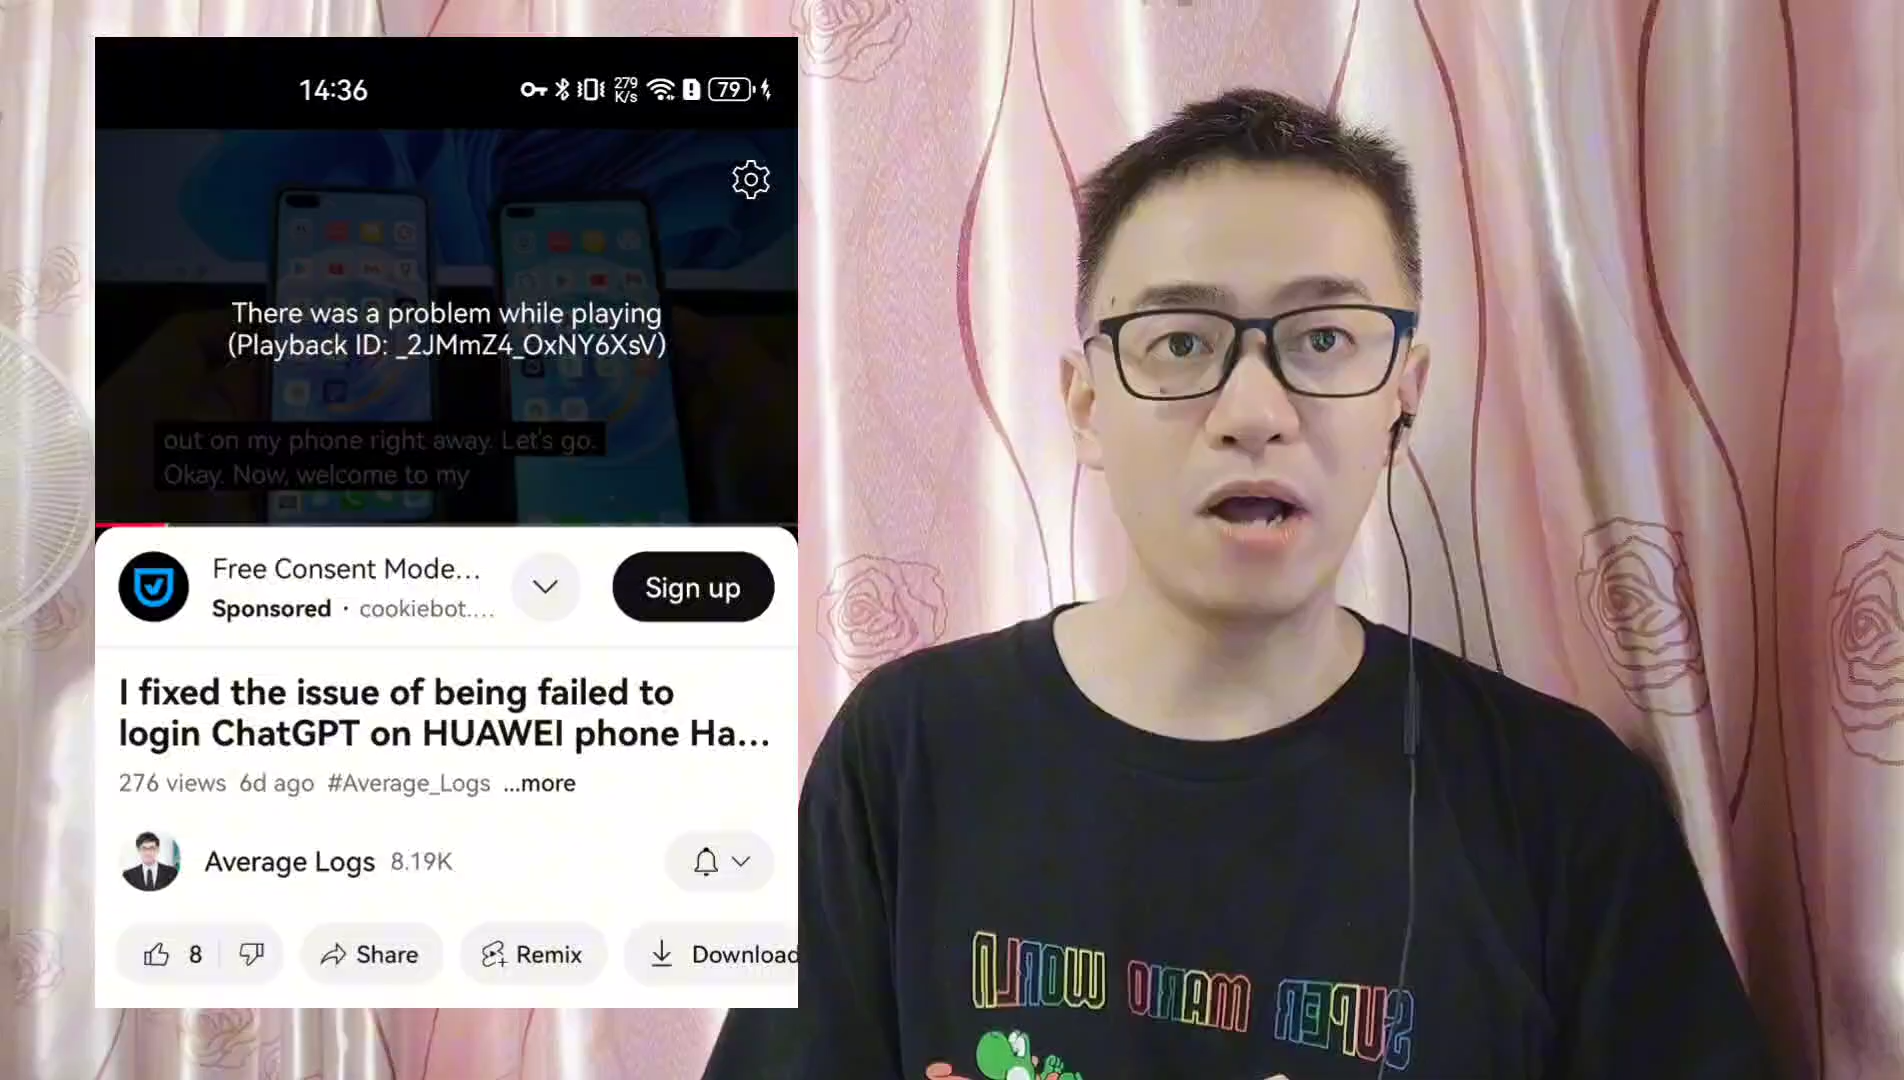 14:36
279
K/s
79
There was a problem while playing
(Playback ID: _2JMmZ4_OxNY6XsV)
out on my phone right away. Let's go.
Okay. Now, welcome to my
Free Consent Mode...
Sponsored · cookiebot....
Sign up
I fixed the issue of being failed to
login ChatGPT on HUAWEI phone Ha...
276 views 6d ago #Average_Logs ...more
Average Logs 8.19K
8
Share
Remix
Download
SUPER MARIO WORLD